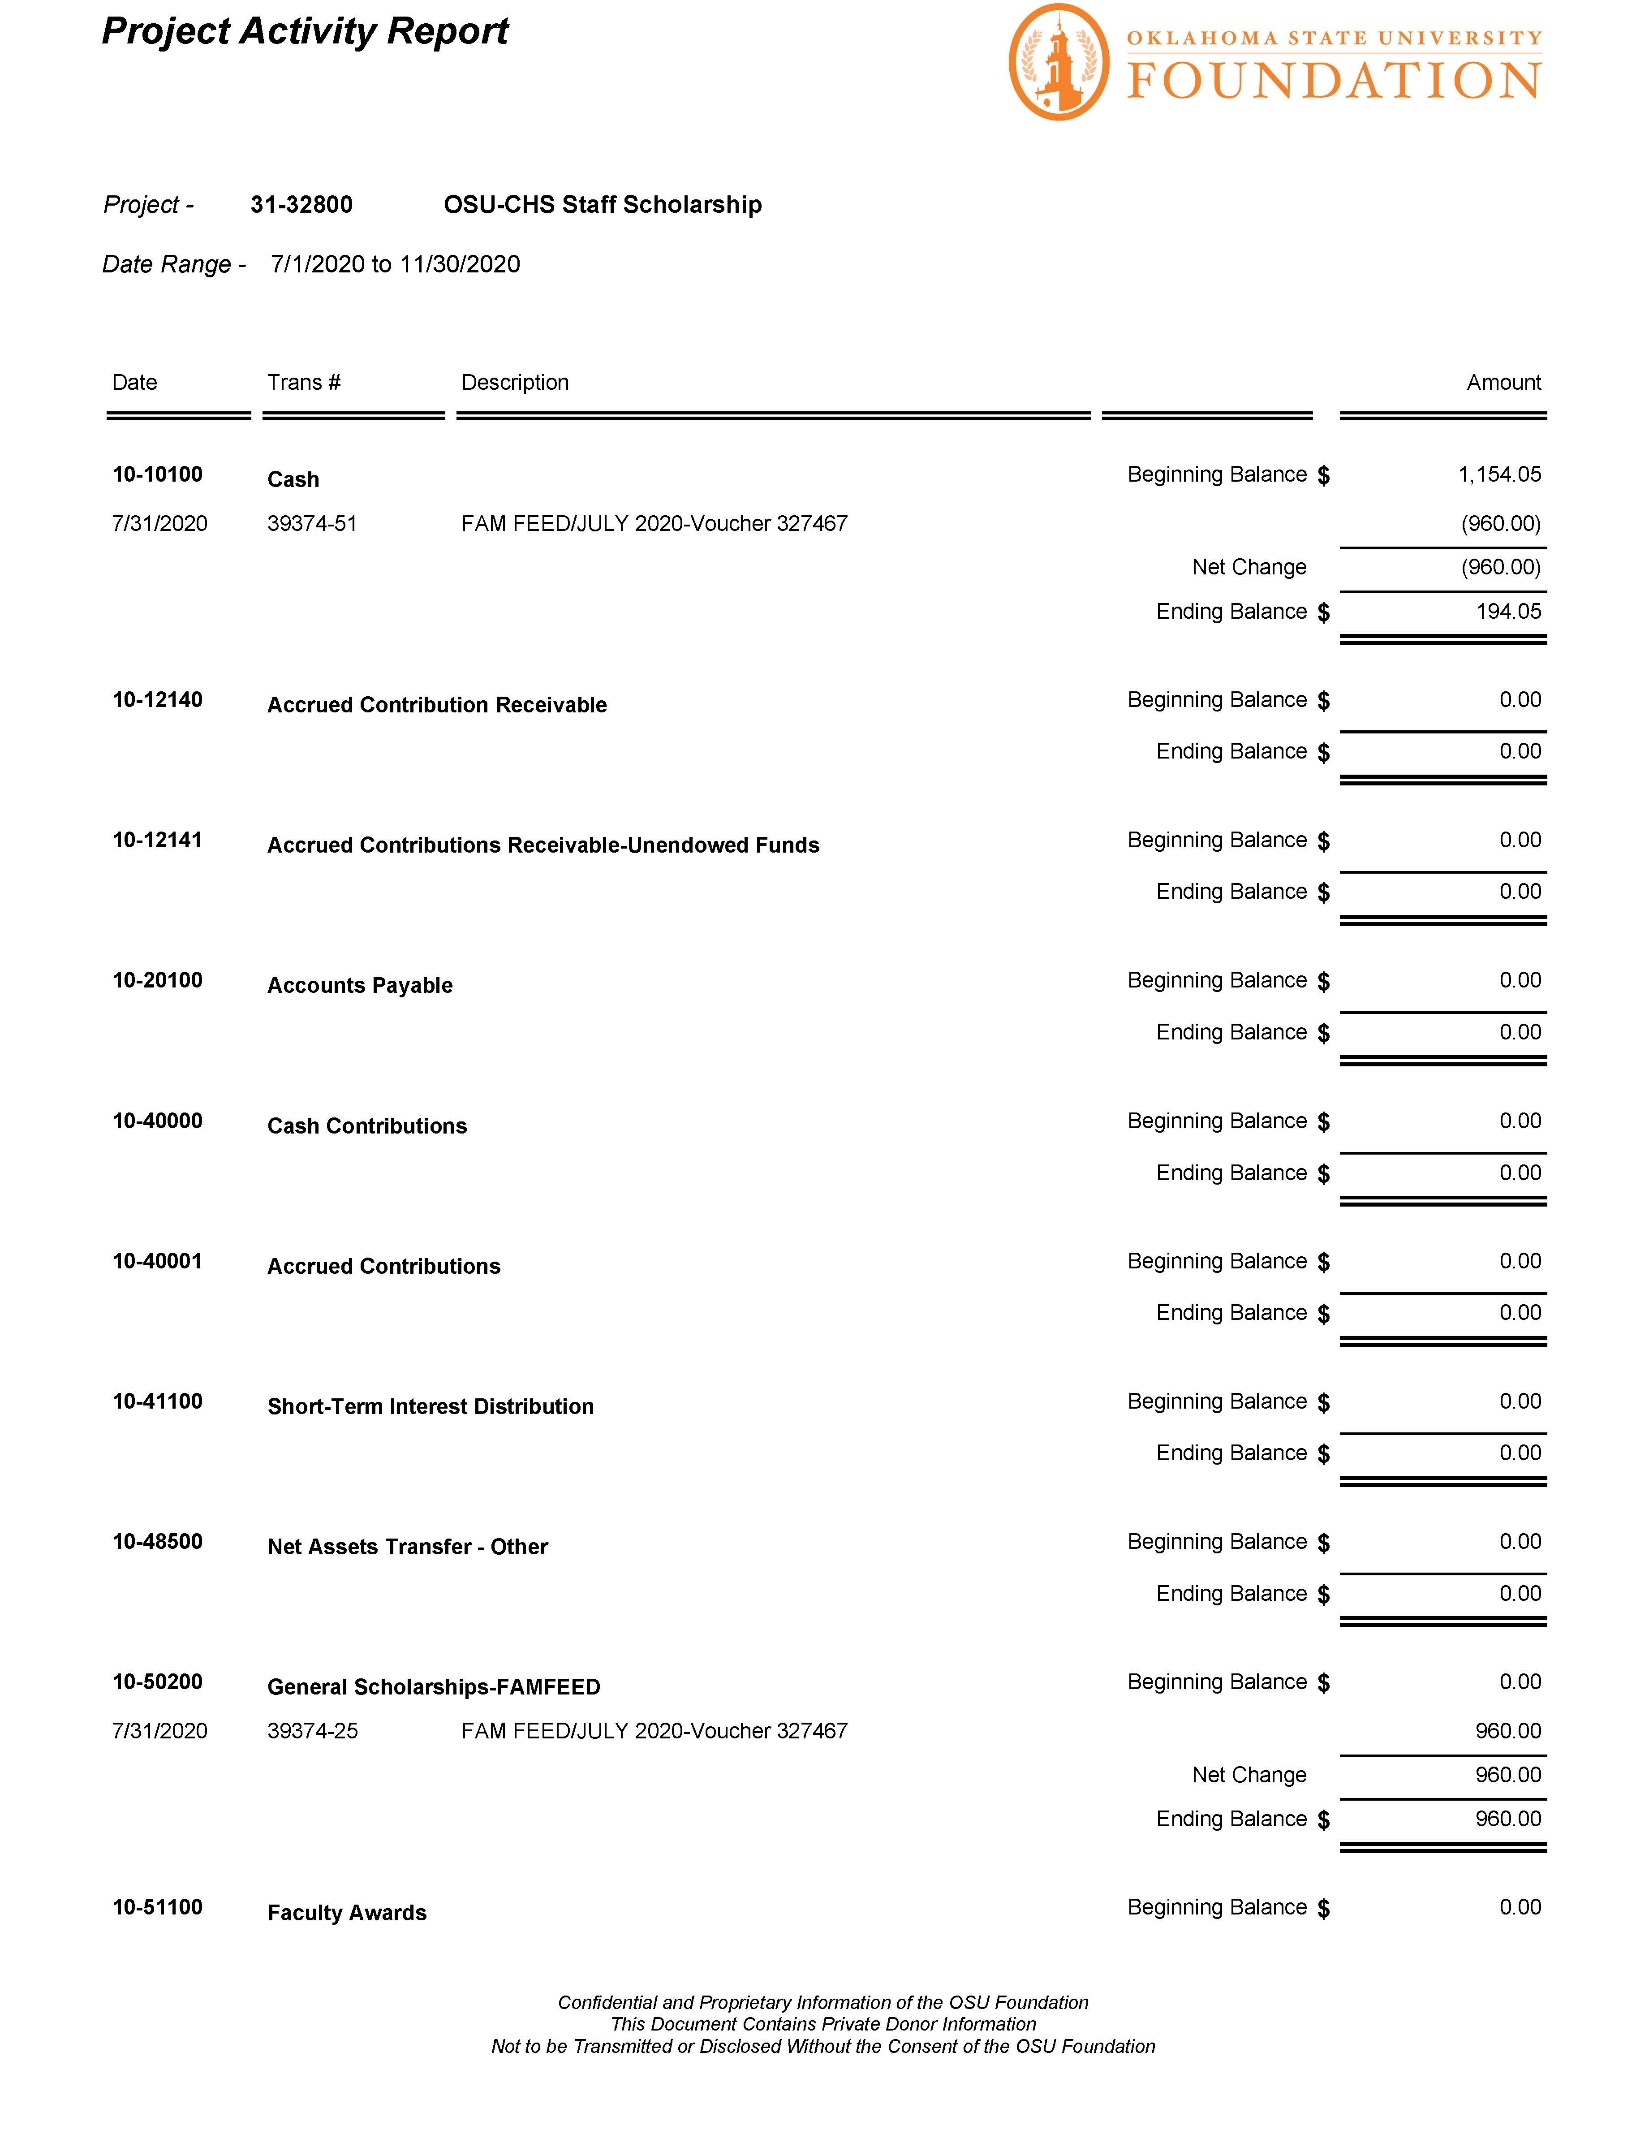 Project Activity Report
OKLAHOMA STATE UNIVERSITY
FOUNDATION
Project - 31-32800 OSU-CHS Staff Scholarship
Date Range - 7/1/2020 to 11/30/2020
Date Trans # Description Amount
10-10100 Cash Beginning Balance $ 1,154.05
7/31/2020 39374-51 FAM FEED/JULY 2020-Voucher 327467 (960.00)
Net Change (960.00)
Ending Balance $ 194.05
10-12140 Accrued Contribution Receivable Beginning Balance $ 0.00
Ending Balance $ 0.00
10-12141 Accrued Contributions Receivable-Unendowed Funds Beginning Balance $ 0.00
Ending Balance $ 0.00
10-20100 Accounts Payable Beginning Balance $ 0.00
Ending Balance $ 0.00
10-40000 Cash Contributions Beginning Balance $ 0.00
Ending Balance $ 0.00
10-40001 Accrued Contributions Beginning Balance $ 0.00
Ending Balance $ 0.00
10-41100 Short-Term Interest Distribution Beginning Balance $ 0.00
Ending Balance $ 0.00
10-48500 Net Assets Transfer - Other Beginning Balance $ 0.00
Ending Balance $ 0.00
10-50200 General Scholarships-FAMFEED Beginning Balance $ 0.00
7/31/2020 39374-25 FAM FEED/JULY 2020-Voucher 327467 960.00
Net Change 960.00
Ending Balance $ 960.00
10-51100 Faculty Awards Beginning Balance $ 0.00
Confidential and Proprietary Information of the OSU Foundation
This Document Contains Private Donor Information
Not to be Transmitted or Disclosed Without the Consent of the OSU Foundation